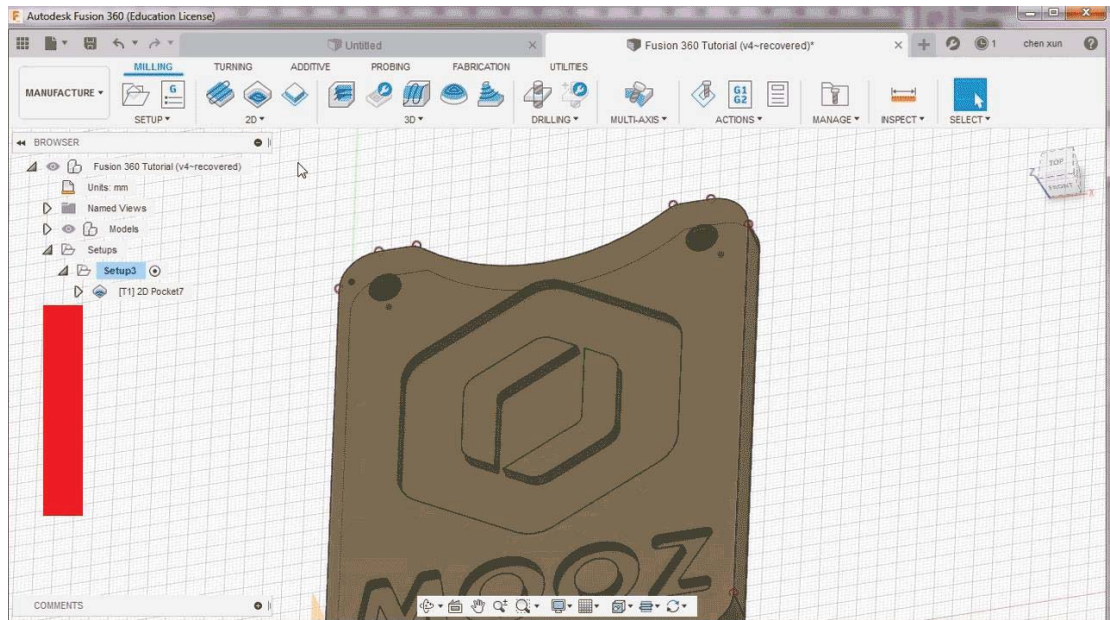 Autodesk Fusion 360 (Education License)
Untitled
Fusion 360 Tutorial (v4~recovered)*
1
chen xun
MILLING TURNING ADDITIVE PROBING FABRICATION UTILITIES
MANUFACTURE
G
G1
G2
SETUP 2D 3D DRILLING MULTI-AXIS ACTIONS MANAGE INSPECT SELECT
BROWSER
Fusion 360 Tutorial (v4~recovered)
Units: mm
Named Views
Models
Setups
Setup3
[T1] 2D Pocket7
TOP
FRONT
Z
X
MOOZ
COMMENTS